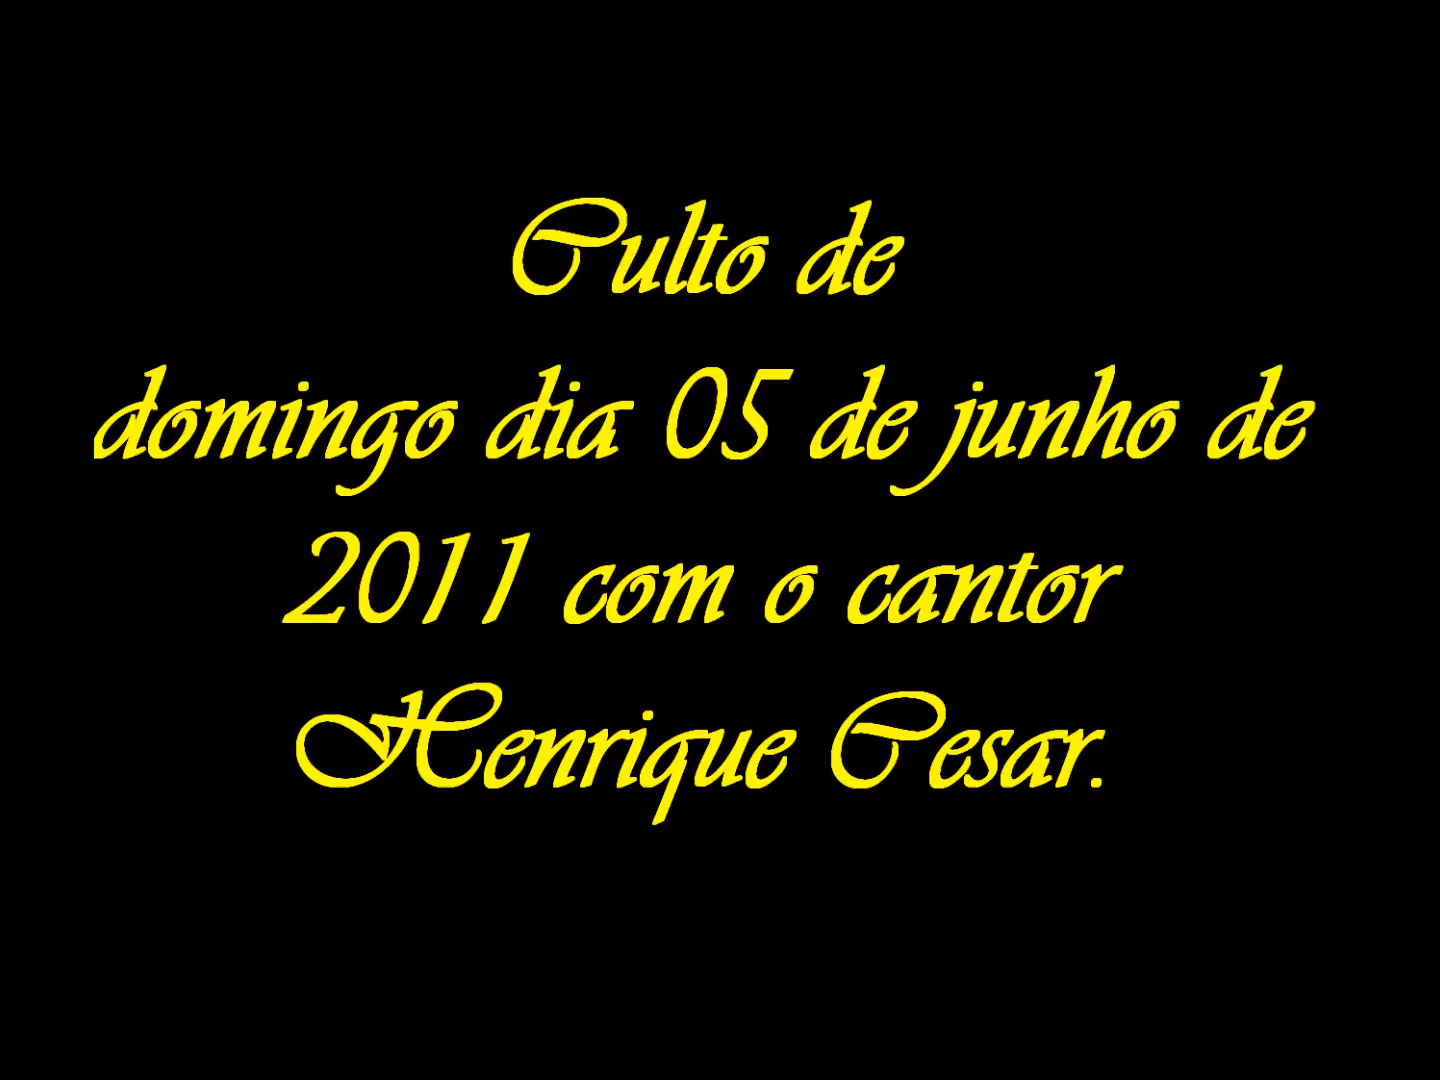 Culto de
domingo dia 05 de junho de
2011 com o cantor
Henrique Cesar.